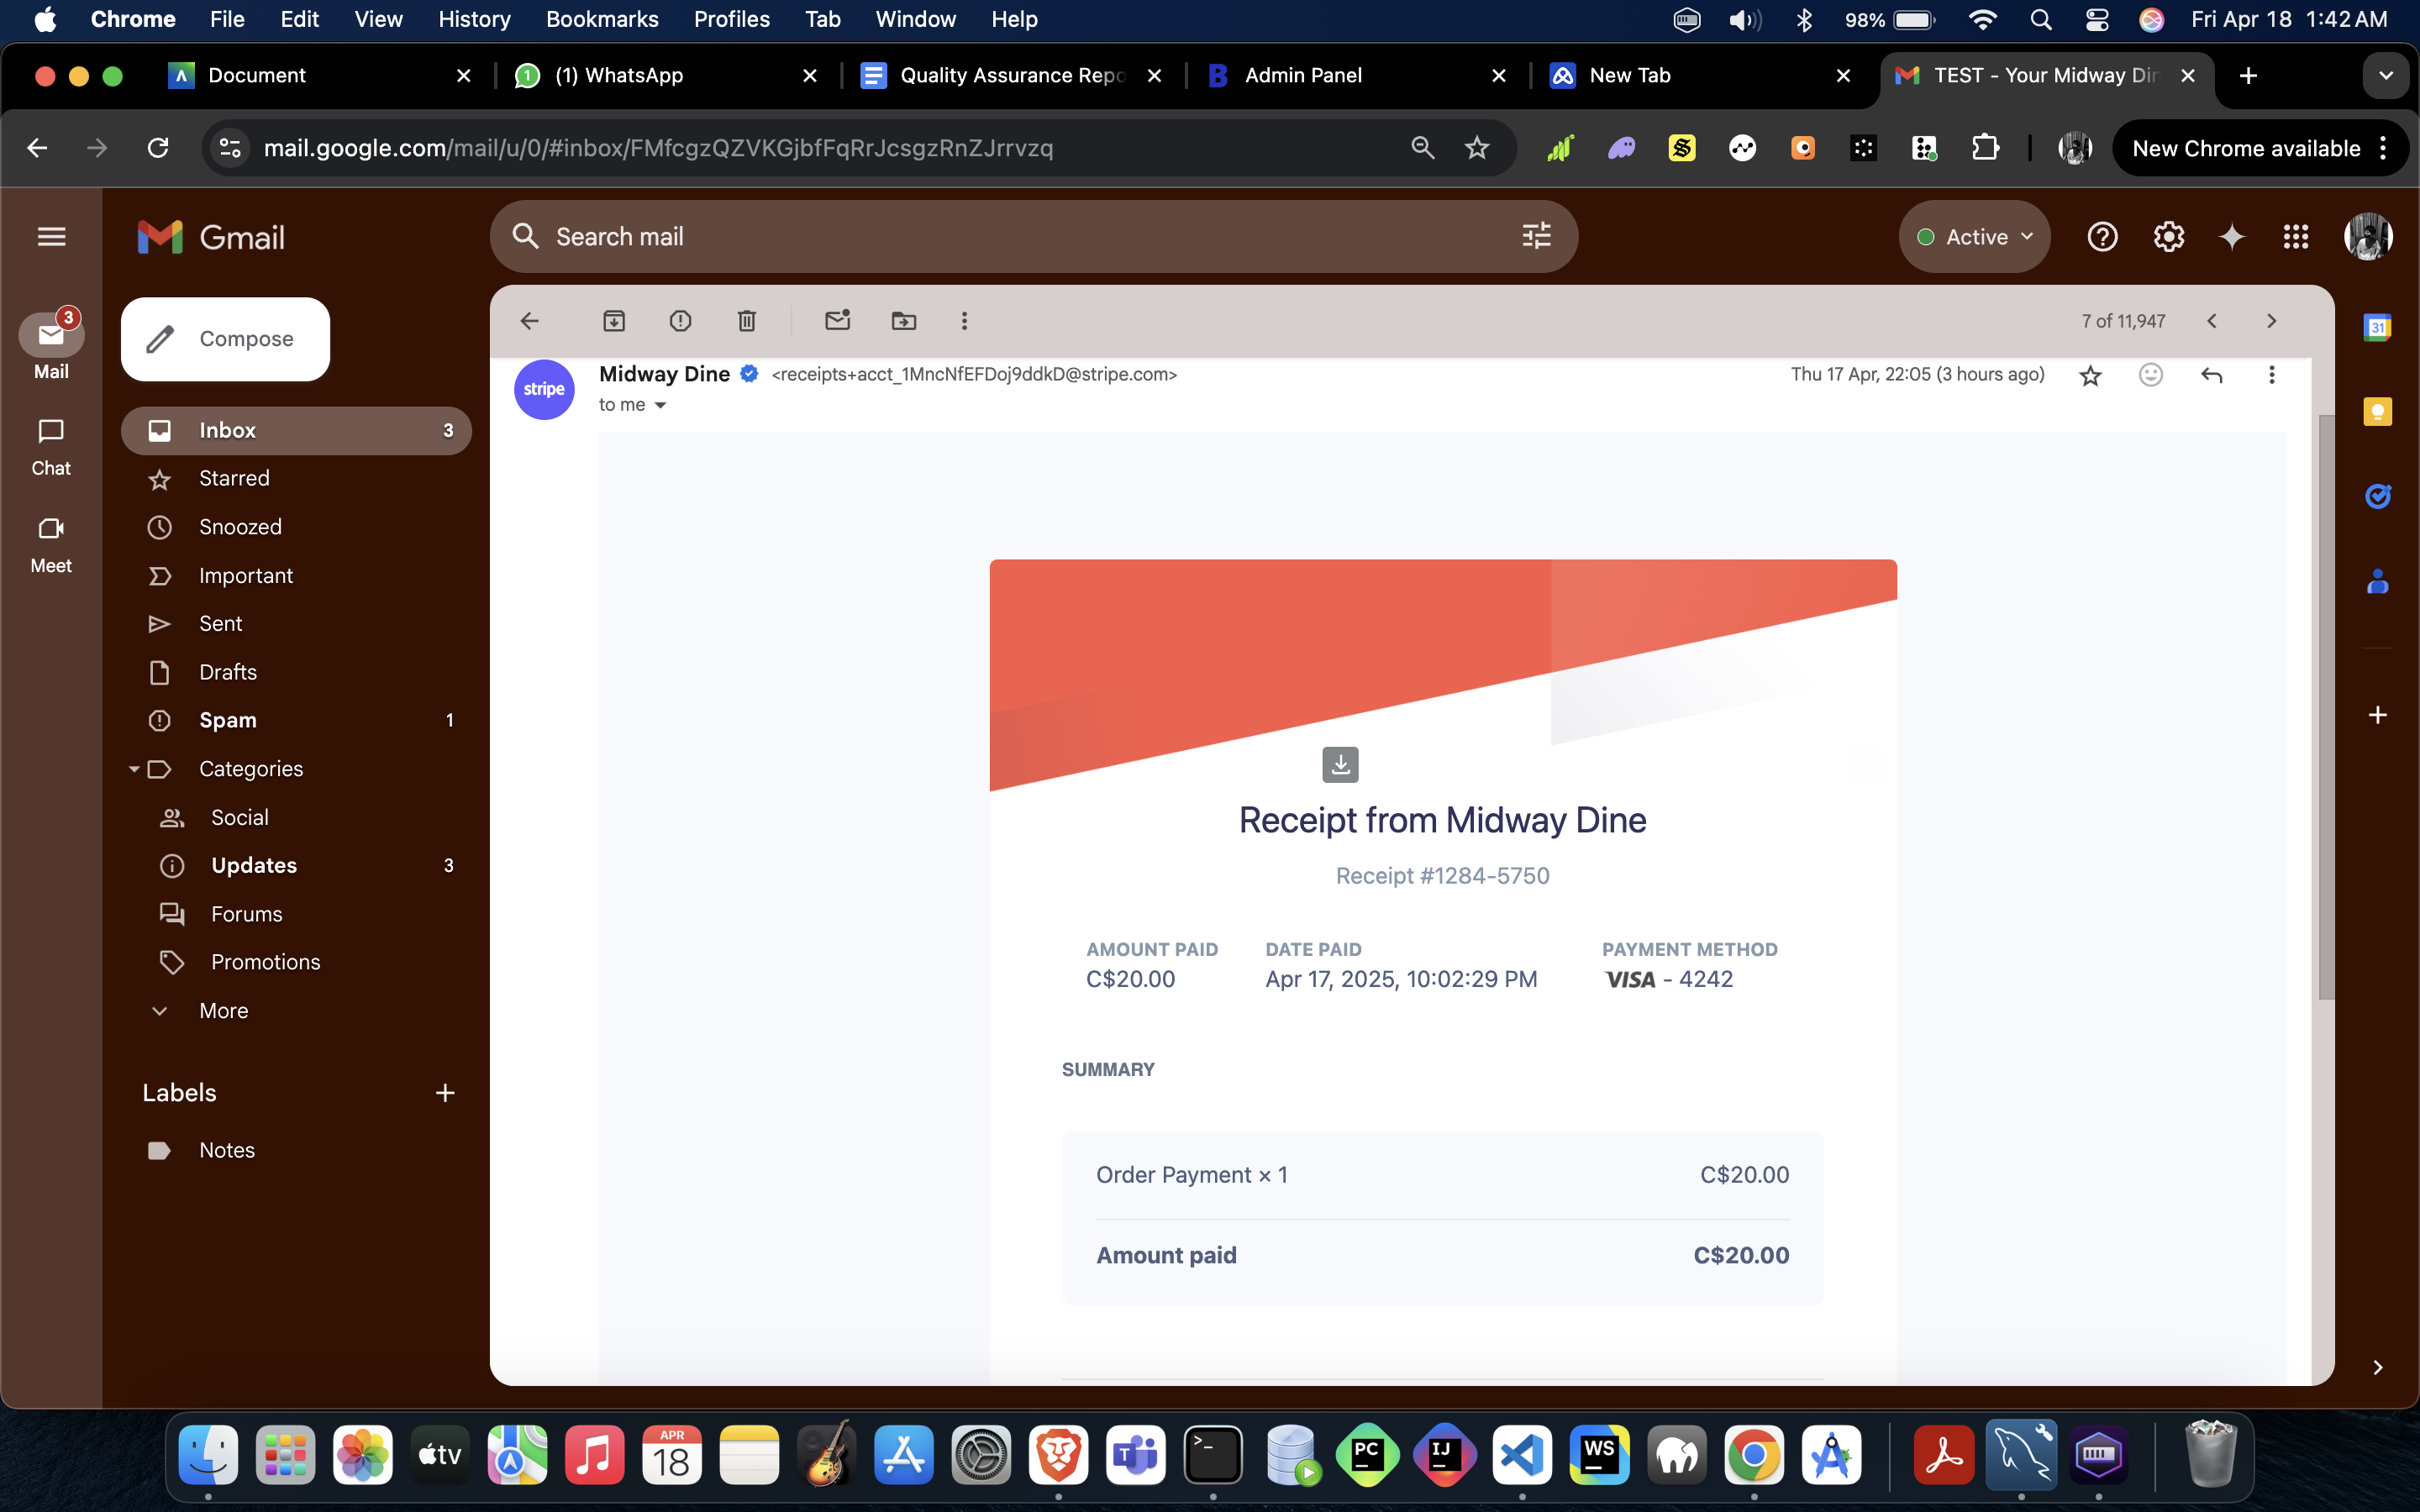 Chrome File Edit View History Bookmarks Profiles Tab Window Help 98% Fri Apr 18 1:42 AM
Document (1) WhatsApp Quality Assurance Repo Admin Panel New Tab TEST - Your Midway Din
mail.google.com/mail/u/0/#inbox/FMfcgzQZVKGjbfFqRrJcsgzRnZJrrvzq New Chrome available
Gmail Search mail Active
3
Mail
Chat
Meet
Compose
Inbox 3
Starred
Snoozed
Important
Sent
Drafts
Spam 1
Categories
Social
Updates 3
Forums
Promotions
More
Labels
Notes
7 of 11,947
stripe
Midway Dine <receipts+acct_1MncNfEFDoj9ddkD@stripe.com> Thu 17 Apr, 22:05 (3 hours ago)
to me
Receipt from Midway Dine
Receipt #1284-5750
AMOUNT PAID DATE PAID PAYMENT METHOD
C$20.00 Apr 17, 2025, 10:02:29 PM VISA - 4242
SUMMARY
Order Payment × 1 C$20.00
Amount paid C$20.00
31
tv
APR
18
T
>_
PC
IJ
WS